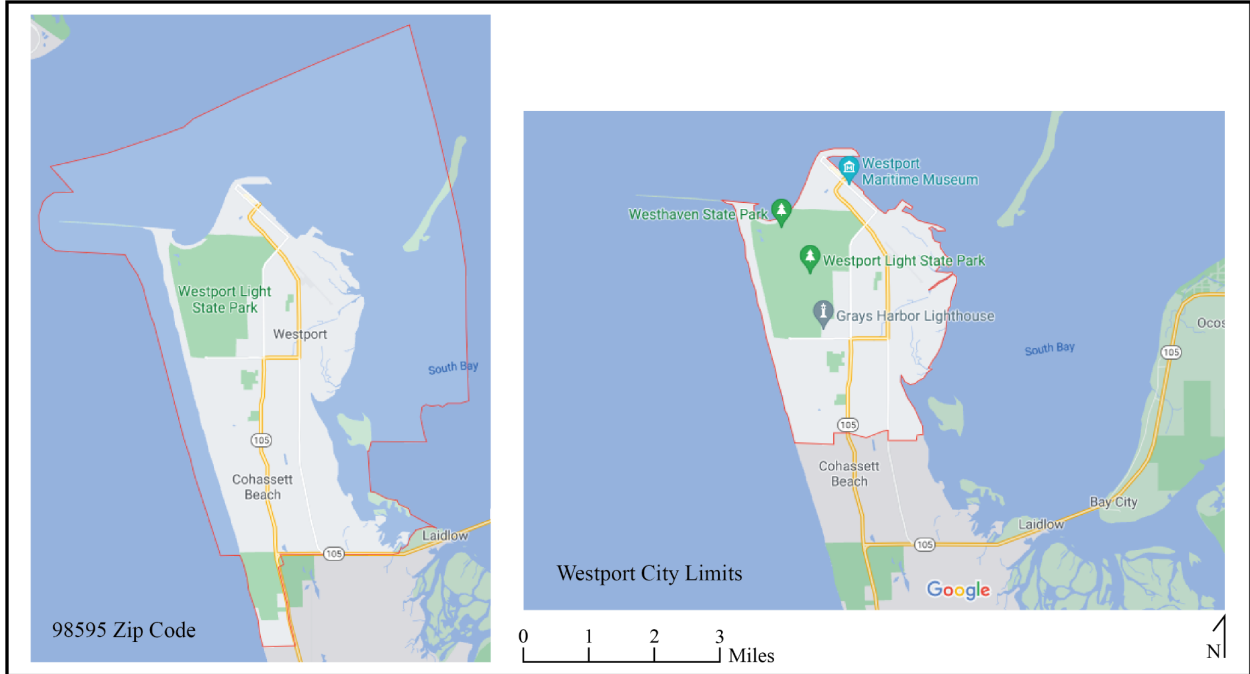 Westport Light
State Park
Westport
South Bay
105
Cohassett
Beach
Laidlow
105
98595 Zip Code
Westport
Maritime Museum
Westhaven State Park
Westport Light State Park
Grays Harbor Lighthouse
Ocos
South Bay
105
105
Cohassett
Beach
Bay City
Laidlow
105
Westport City Limits
Google
0 1 2 3
Miles
N